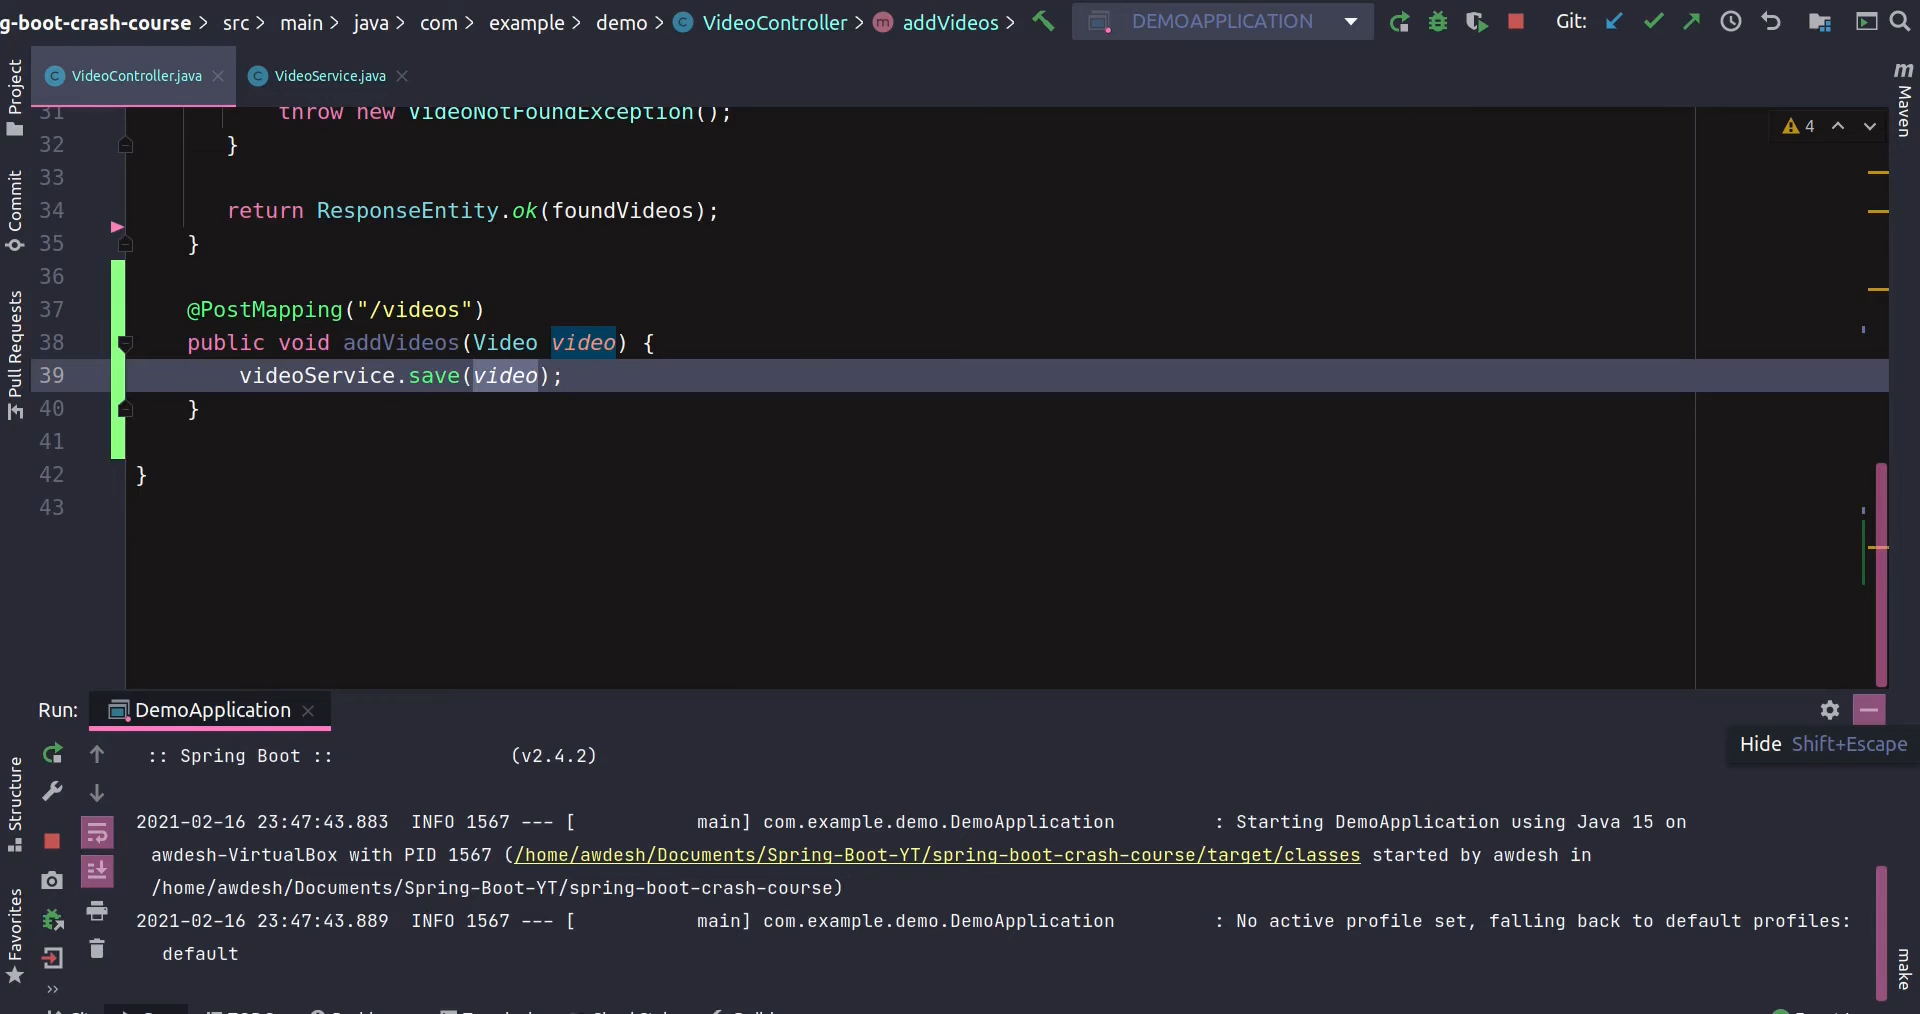 g-boot-crash-course > src > main > java > com > example > demo > VideoController > m addVideos > DEMOAPPLICATION Git:
Project
Commit
Pull Requests
Structure
Favorites
C VideoController.java × C VideoService.java ×
m Maven
make
4
31 throw new VideoNotFoundException();
32 }
33
34 return ResponseEntity.ok(foundVideos);
35 }
36
37 @PostMapping("/videos")
38 public void addVideos(Video video) {
39 videoService.save(video);
40 }
41
42 }
43
Run: DemoApplication ×
Hide Shift+Escape
:: Spring Boot :: (v2.4.2)
2021-02-16 23:47:43.883 INFO 1567 --- [ main] com.example.demo.DemoApplication : Starting DemoApplication using Java 15 on
awdesh-VirtualBox with PID 1567 (/home/awdesh/Documents/Spring-Boot-YT/spring-boot-crash-course/target/classes started by awdesh in
/home/awdesh/Documents/Spring-Boot-YT/spring-boot-crash-course)
2021-02-16 23:47:43.889 INFO 1567 --- [ main] com.example.demo.DemoApplication : No active profile set, falling back to default profiles:
default